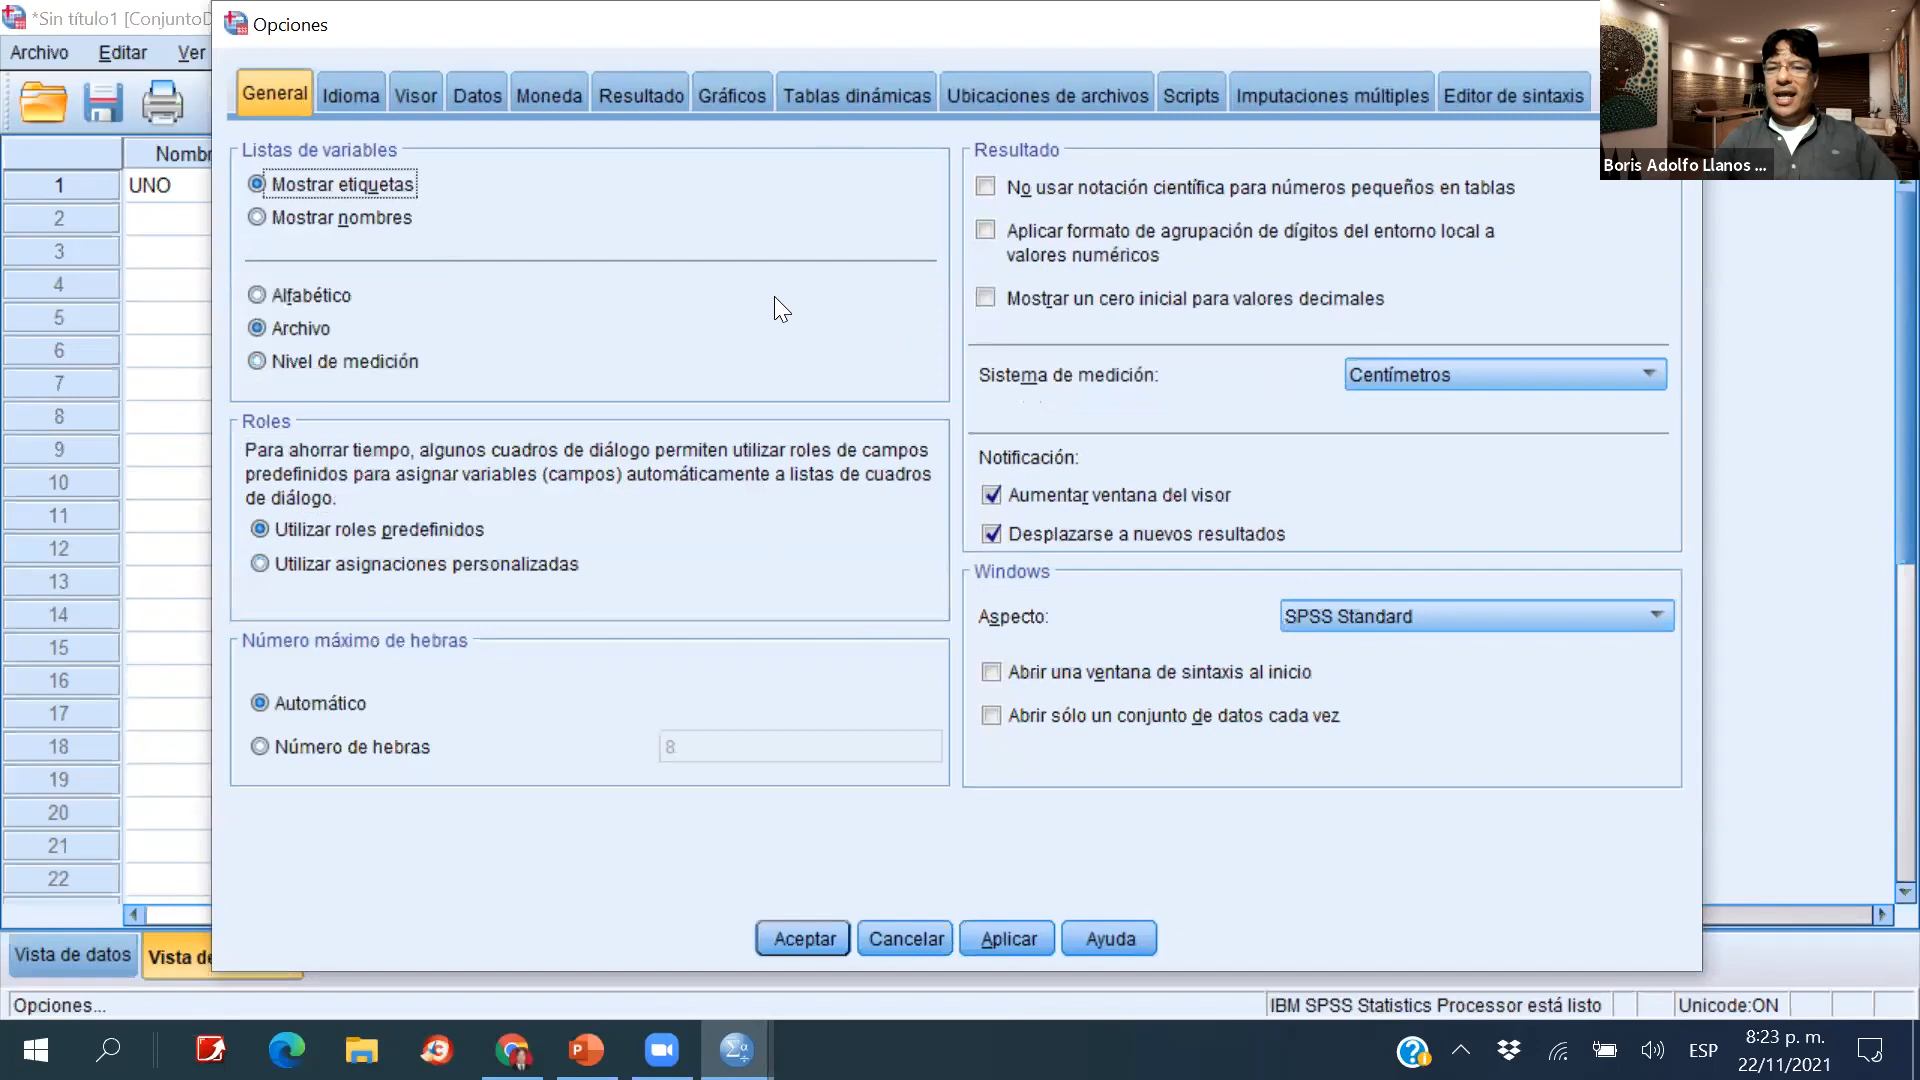 *Sin título1 [ConjuntoD
Opciones
Archivo Editar Ver
General Idioma Visor Datos Moneda Resultado Gráficos Tablas dinámicas Ubicaciones de archivos Scripts Imputaciones múltiples Editor de sintaxis
Boris Adolfo Llanos ...
Nombr
1 UNO
2
3
4
5
6
7
8
9
10
11
12
13
14
15
16
17
18
19
20
21
22
Listas de variables
Mostrar etiquetas
Mostrar nombres
Alfabético
Archivo
Nivel de medición
Roles
Para ahorrar tiempo, algunos cuadros de diálogo permiten utilizar roles de campos
predefinidos para asignar variables (campos) automáticamente a listas de cuadros
de diálogo.
Utilizar roles predefinidos
Utilizar asignaciones personalizadas
Número máximo de hebras
Automático
Número de hebras 8
Resultado
No usar notación científica para números pequeños en tablas
Aplicar formato de agrupación de dígitos del entorno local a
valores numéricos
Mostrar un cero inicial para valores decimales
Sistema de medición: Centímetros
Notificación:
Aumentar ventana del visor
Desplazarse a nuevos resultados
Windows
Aspecto: SPSS Standard
Abrir una ventana de sintaxis al inicio
Abrir sólo un conjunto de datos cada vez
Aceptar Cancelar Aplicar Ayuda
Vista de datos Vista de
Opciones... IBM SPSS Statistics Processor está listo Unicode:ON
ESP
8:23 p. m.
22/11/2021